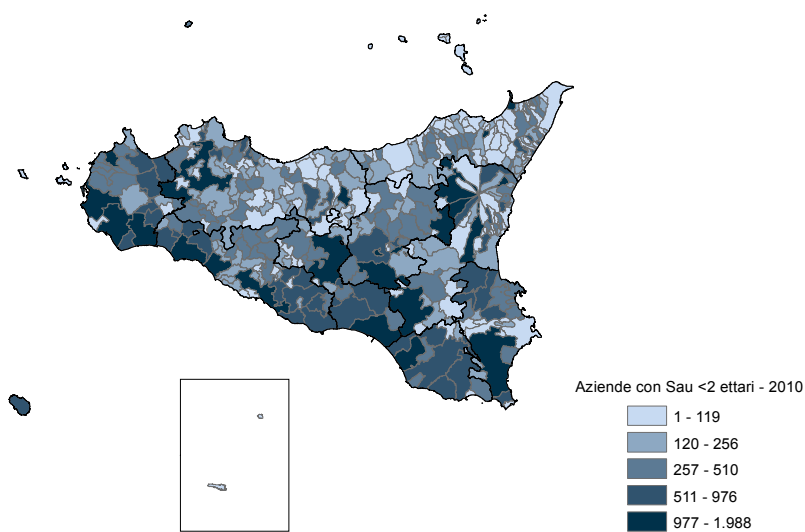 Aziende con Sau <2 ettari - 2010
1 - 119
120 - 256
257 - 510
511 - 976
977 - 1.988